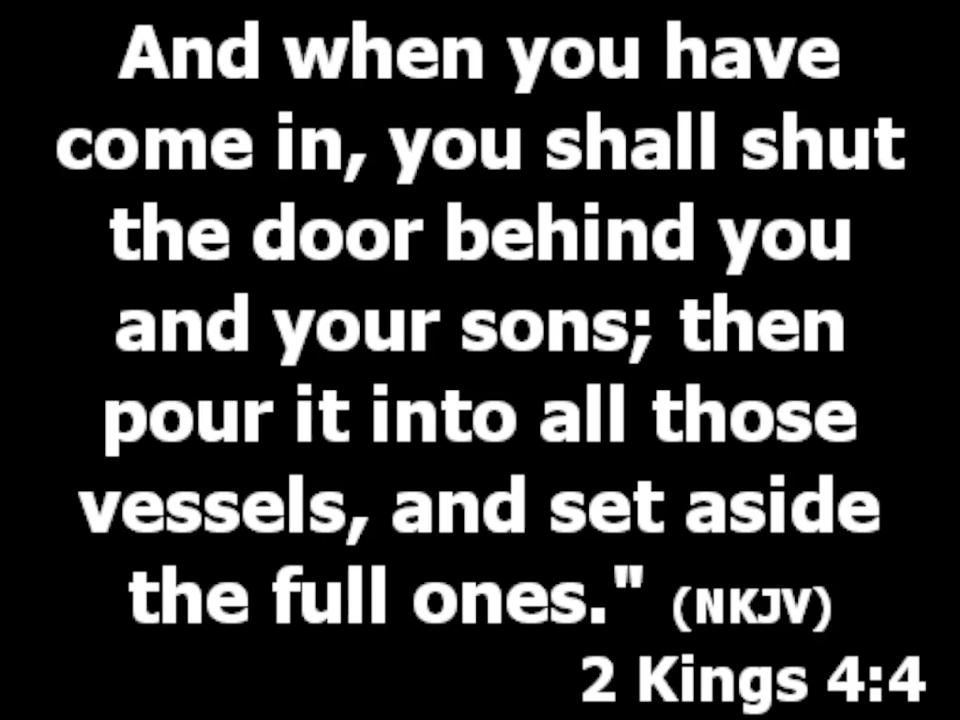 And when you have
come in, you shall shut
the door behind you
and your sons; then
pour it into all those
vessels, and set aside
the full ones." (NKJV)
2 Kings 4:4